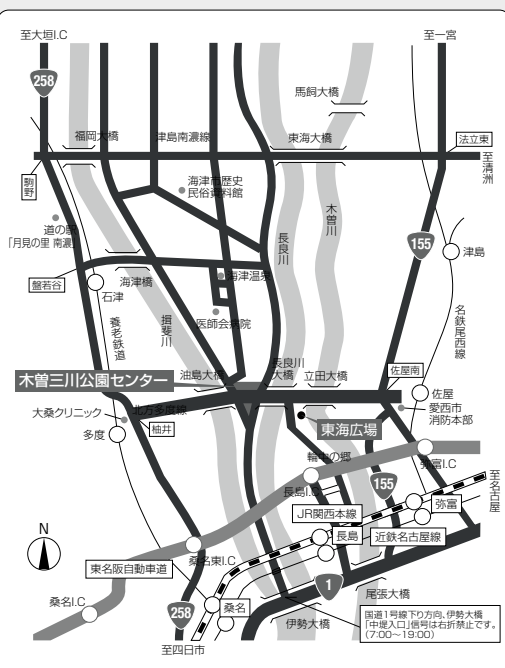 至大垣I.C
至一宮
258
馬飼大橋
福岡大橋
津島南濃線
東海大橋
法立東
至清洲
駒野
海津市歴史
民俗資料館
木曽川
道の駅
「月見の里 南濃」
長良川
155
津島
海津橋
海津温泉
盤若谷
石津
養老鉄道
揖斐川
医師会病院
名鉄尾西線
油島大橋
長良川
大橋
立田大橋
佐屋南
木曽三川公園センター
佐屋
愛西市
消防本部
大桑クリニック
北方多度線
柚井
多度
東海広場
輪中の郷
弥富I.C
至名古屋
長島I.C
155
JR関西本線
弥富
長島
近鉄名古屋線
N
東名阪自動車道
桑名東I.C
1
桑名I.C
258
桑名
尾張大橋
伊勢大橋
国道1号線下り方向、伊勢大橋
「中堤入口」信号は右折禁止です。
(7:00〜19:00)
至四日市